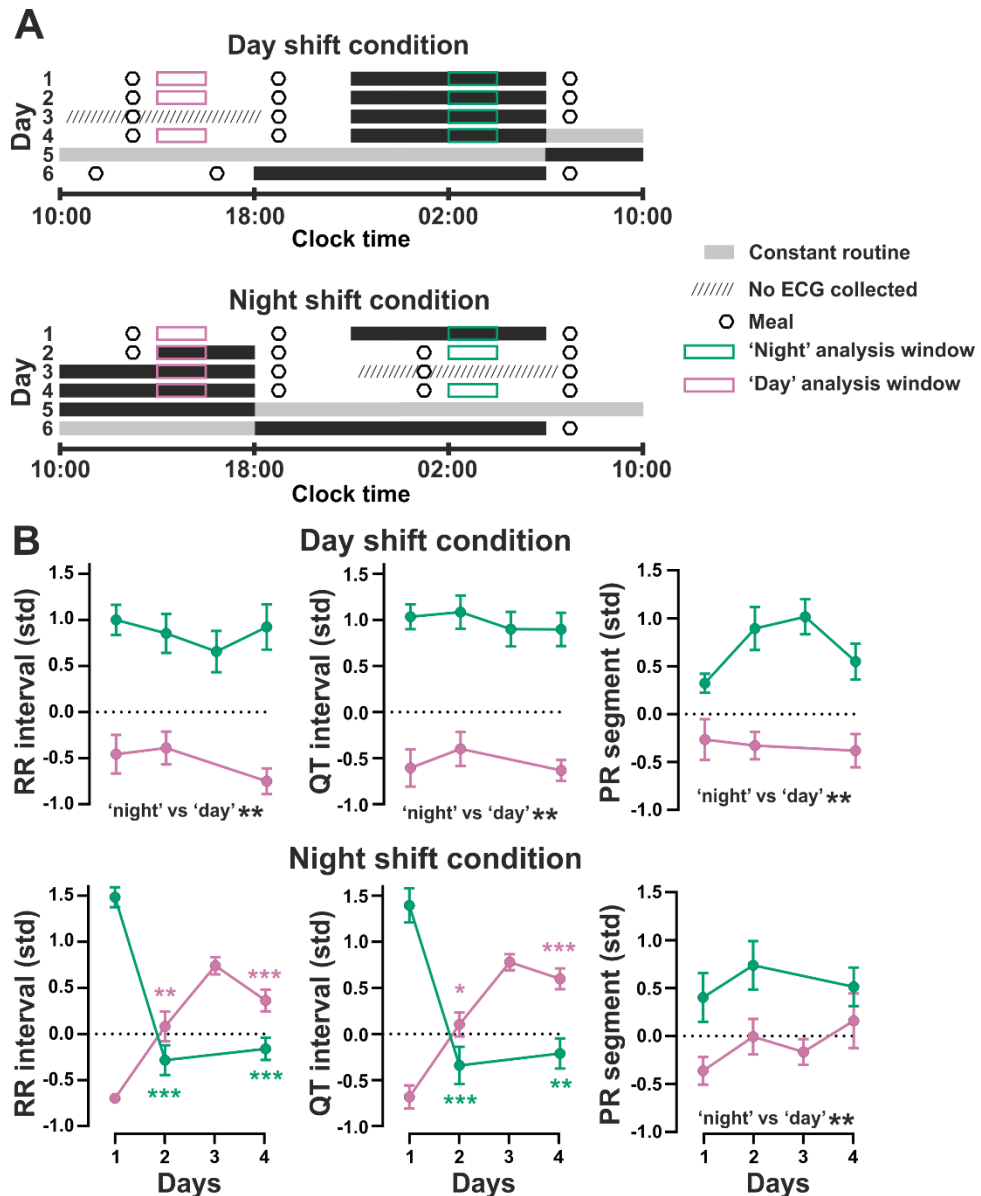 A
Day shift condition
Day
1
2
3
4
5
6
10:00 18:00 02:00 10:00
Clock time
Constant routine
No ECG collected
Meal
‘Night’ analysis window
‘Day’ analysis window
Night shift condition
Day
1
2
3
4
5
6
10:00 18:00 02:00 10:00
Clock time
B
Day shift condition
RR interval (std)
1.5
1.0
0.5
0.0
-0.5
-1.0
‘night’ vs ‘day’**
QT interval (std)
1.5
1.0
0.5
0.0
-0.5
-1.0
‘night’ vs ‘day’**
PR segment (std)
1.5
1.0
0.5
0.0
-0.5
-1.0
‘night’ vs ‘day’**
Night shift condition
RR interval (std)
1.5
1.0
0.5
0.0
-0.5
-1.0
** ***
*** ***
1 2 3 4
Days
QT interval (std)
1.5
1.0
0.5
0.0
-0.5
-1.0
* ***
*** **
1 2 3 4
Days
PR segment (std)
1.5
1.0
0.5
0.0
-0.5
-1.0
‘night’ vs ‘day’**
1 2 3 4
Days